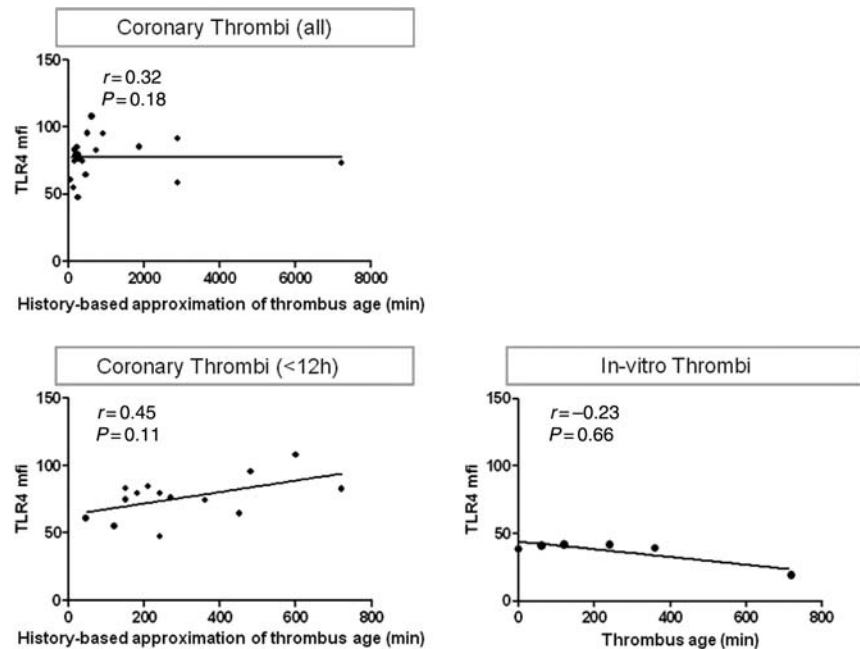 Coronary Thrombi (all)
r=0.32
P=0.18
150
100
50
0
TLR4 mfi
0 2000 4000 6000 8000
History-based approximation of thrombus age (min)
Coronary Thrombi (<12h)
r=0.45
P=0.11
150
100
50
0
TLR4 mfi
0 200 400 600 800
History-based approximation of thrombus age (min)
In-vitro Thrombi
r=−0.23
P=0.66
150
100
50
0
TLR4 mfi
0 200 400 600 800
Thrombus age (min)